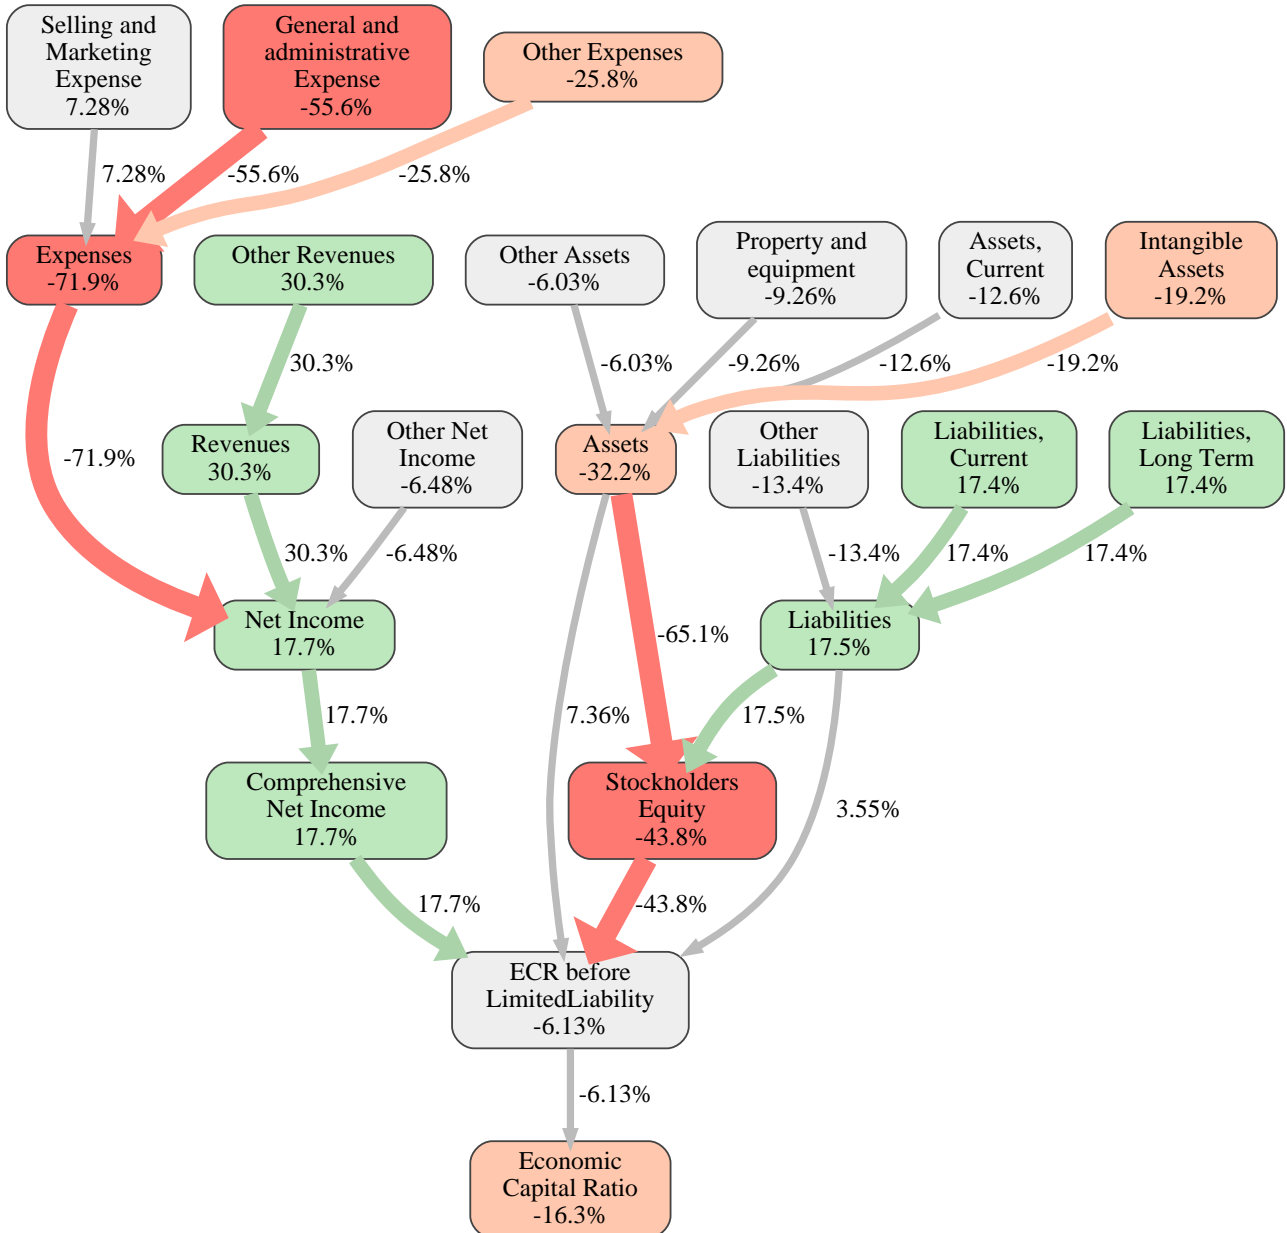 Selling and
Marketing
Expense
7.28%
General and
administrative
Expense
-55.6%
Other Expenses
-25.8%
7.28%
-55.6%
-25.8%
Expenses
-71.9%
Other Revenues
30.3%
Other Assets
-6.03%
Property and
equipment
-9.26%
Assets,
Current
-12.6%
Intangible
Assets
-19.2%
30.3%
-6.03%
-9.26%
-12.6%
-19.2%
-71.9%
Revenues
30.3%
Other Net
Income
-6.48%
Assets
-32.2%
Other
Liabilities
-13.4%
Liabilities,
Current
17.4%
Liabilities,
Long Term
17.4%
30.3%
-6.48%
-13.4%
17.4%
17.4%
Net Income
17.7%
-65.1%
Liabilities
17.5%
17.7%
7.36%
17.5%
Comprehensive
Net Income
17.7%
Stockholders
Equity
-43.8%
3.55%
17.7%
-43.8%
ECR before
LimitedLiability
-6.13%
-6.13%
Economic
Capital Ratio
-16.3%